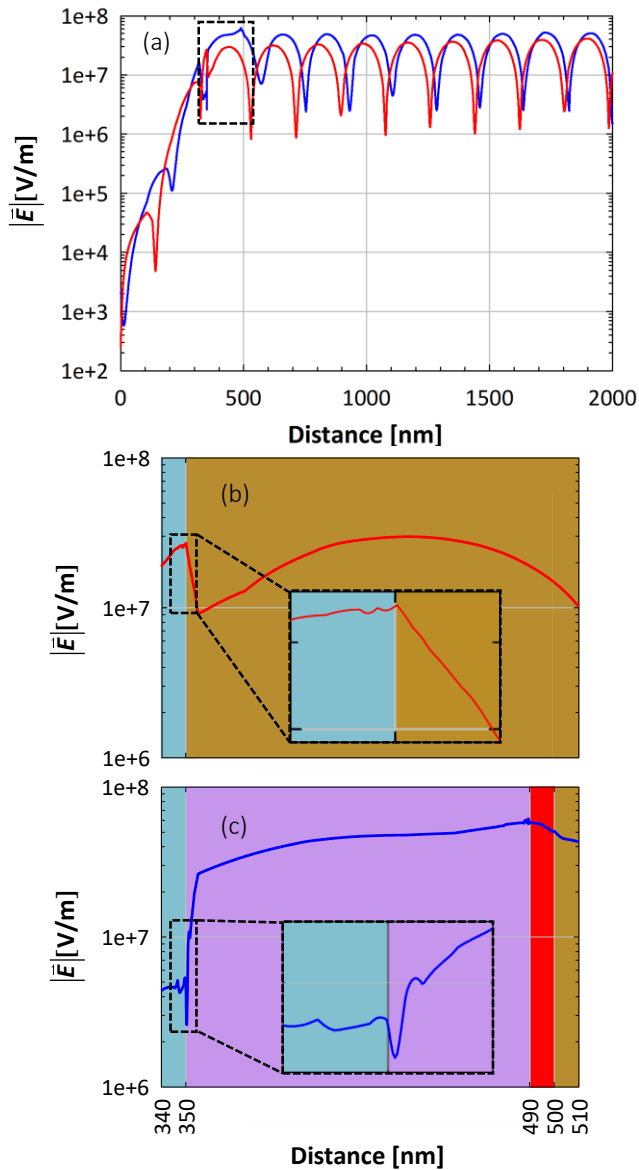 (a)
|E⃗| [V/m]
1e+8
1e+7
1e+6
1e+5
1e+4
1e+3
1e+2
0 500 1000 1500 2000
Distance [nm]
(b)
|E⃗| [V/m]
1e+8
1e+7
1e+6
(c)
|E⃗| [V/m]
1e+8
1e+7
1e+6
340 350 490 500 510
Distance [nm]